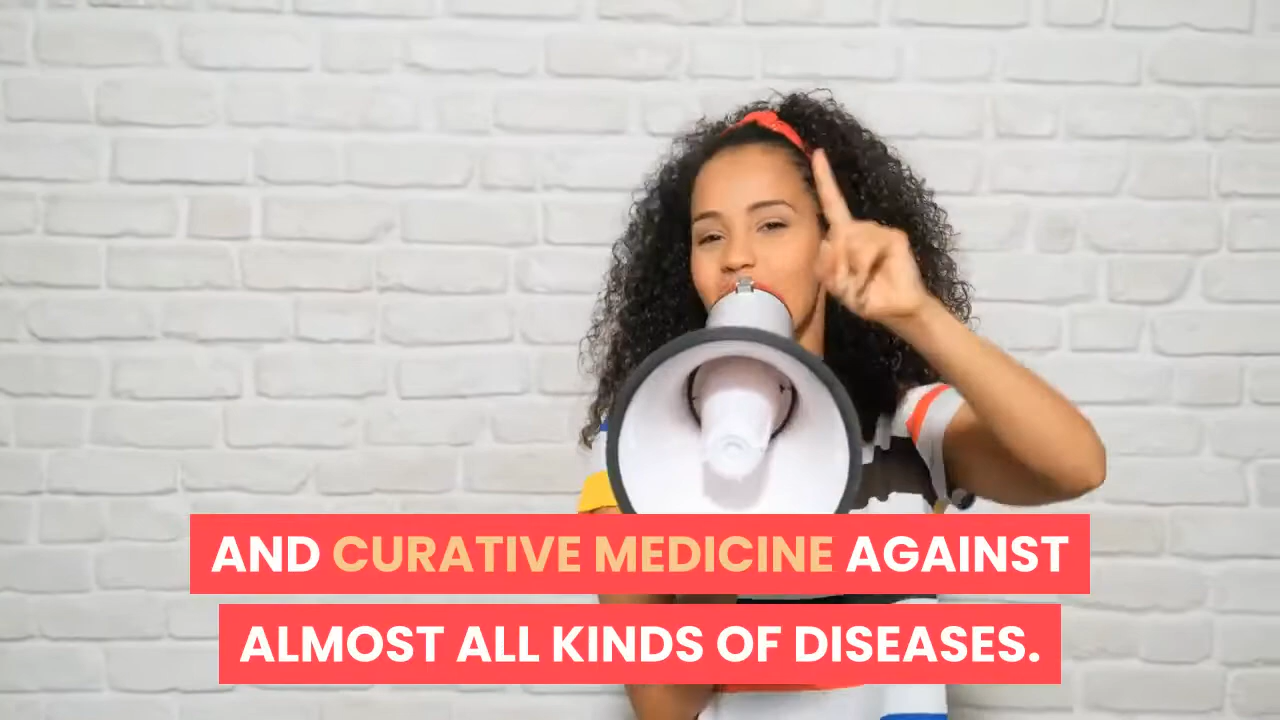 AND CURATIVE MEDICINE AGAINST
ALMOST ALL KINDS OF DISEASES.